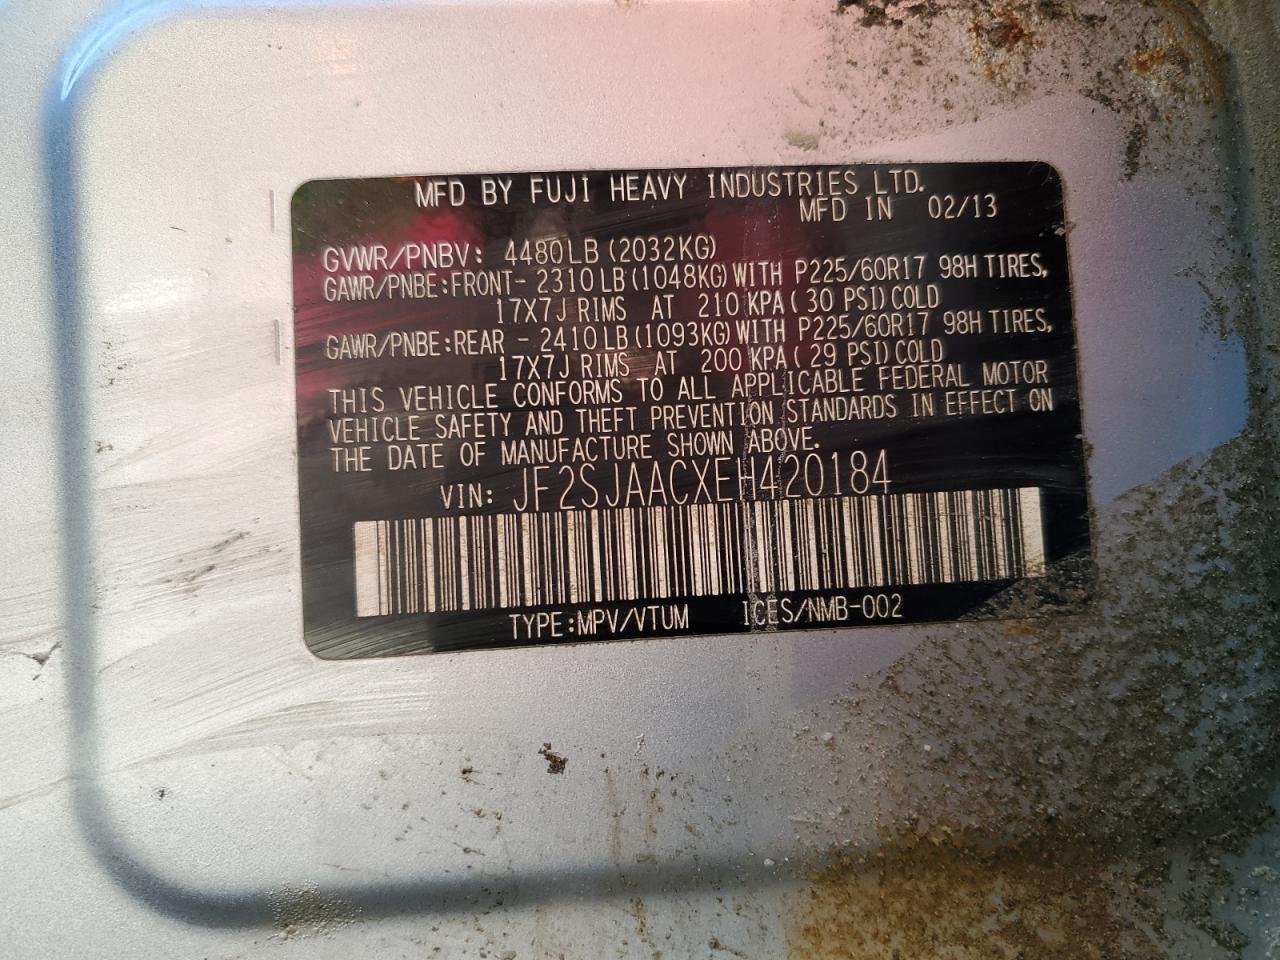 MFD BY FUJI HEAVY INDUSTRIES LTD.
MFD IN 02/13
GVWR/PNBV: 4480LB (2032KG)
GAWR/PNBE:FRONT- 2310LB(1048KG)WITH P225/60R17 98H TIRES,
17X7J RIMS AT 210 KPA( 30 PSI)COLD
GAWR/PNBE:REAR - 2410LB(1093KG)WITH P225/60R17 98H TIRES,
17X7J RIMS AT 200 KPA( 29 PSI)COLD
THIS VEHICLE CONFORMS TO ALL APPLICABLE FEDERAL MOTOR
VEHICLE SAFETY AND THEFT PREVENTION STANDARDS IN EFFECT ON
THE DATE OF MANUFACTURE SHOWN ABOVE.
VIN: JF2SJAACXEH420184
TYPE:MPV/VTUM ICES/NMB-002